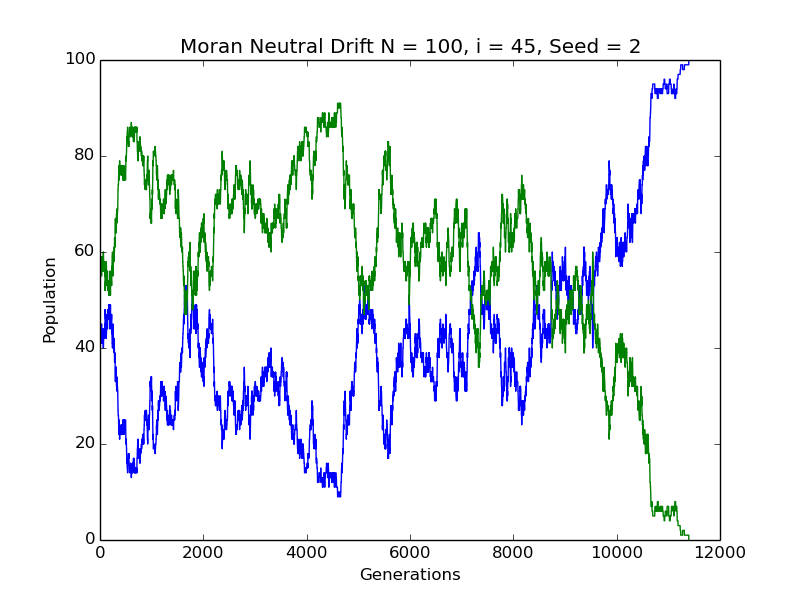 Moran Neutral Drift N = 100, i = 45, Seed = 2
100
80
60
40
20
0
Population
0 2000 4000 6000 8000 10000 12000
Generations